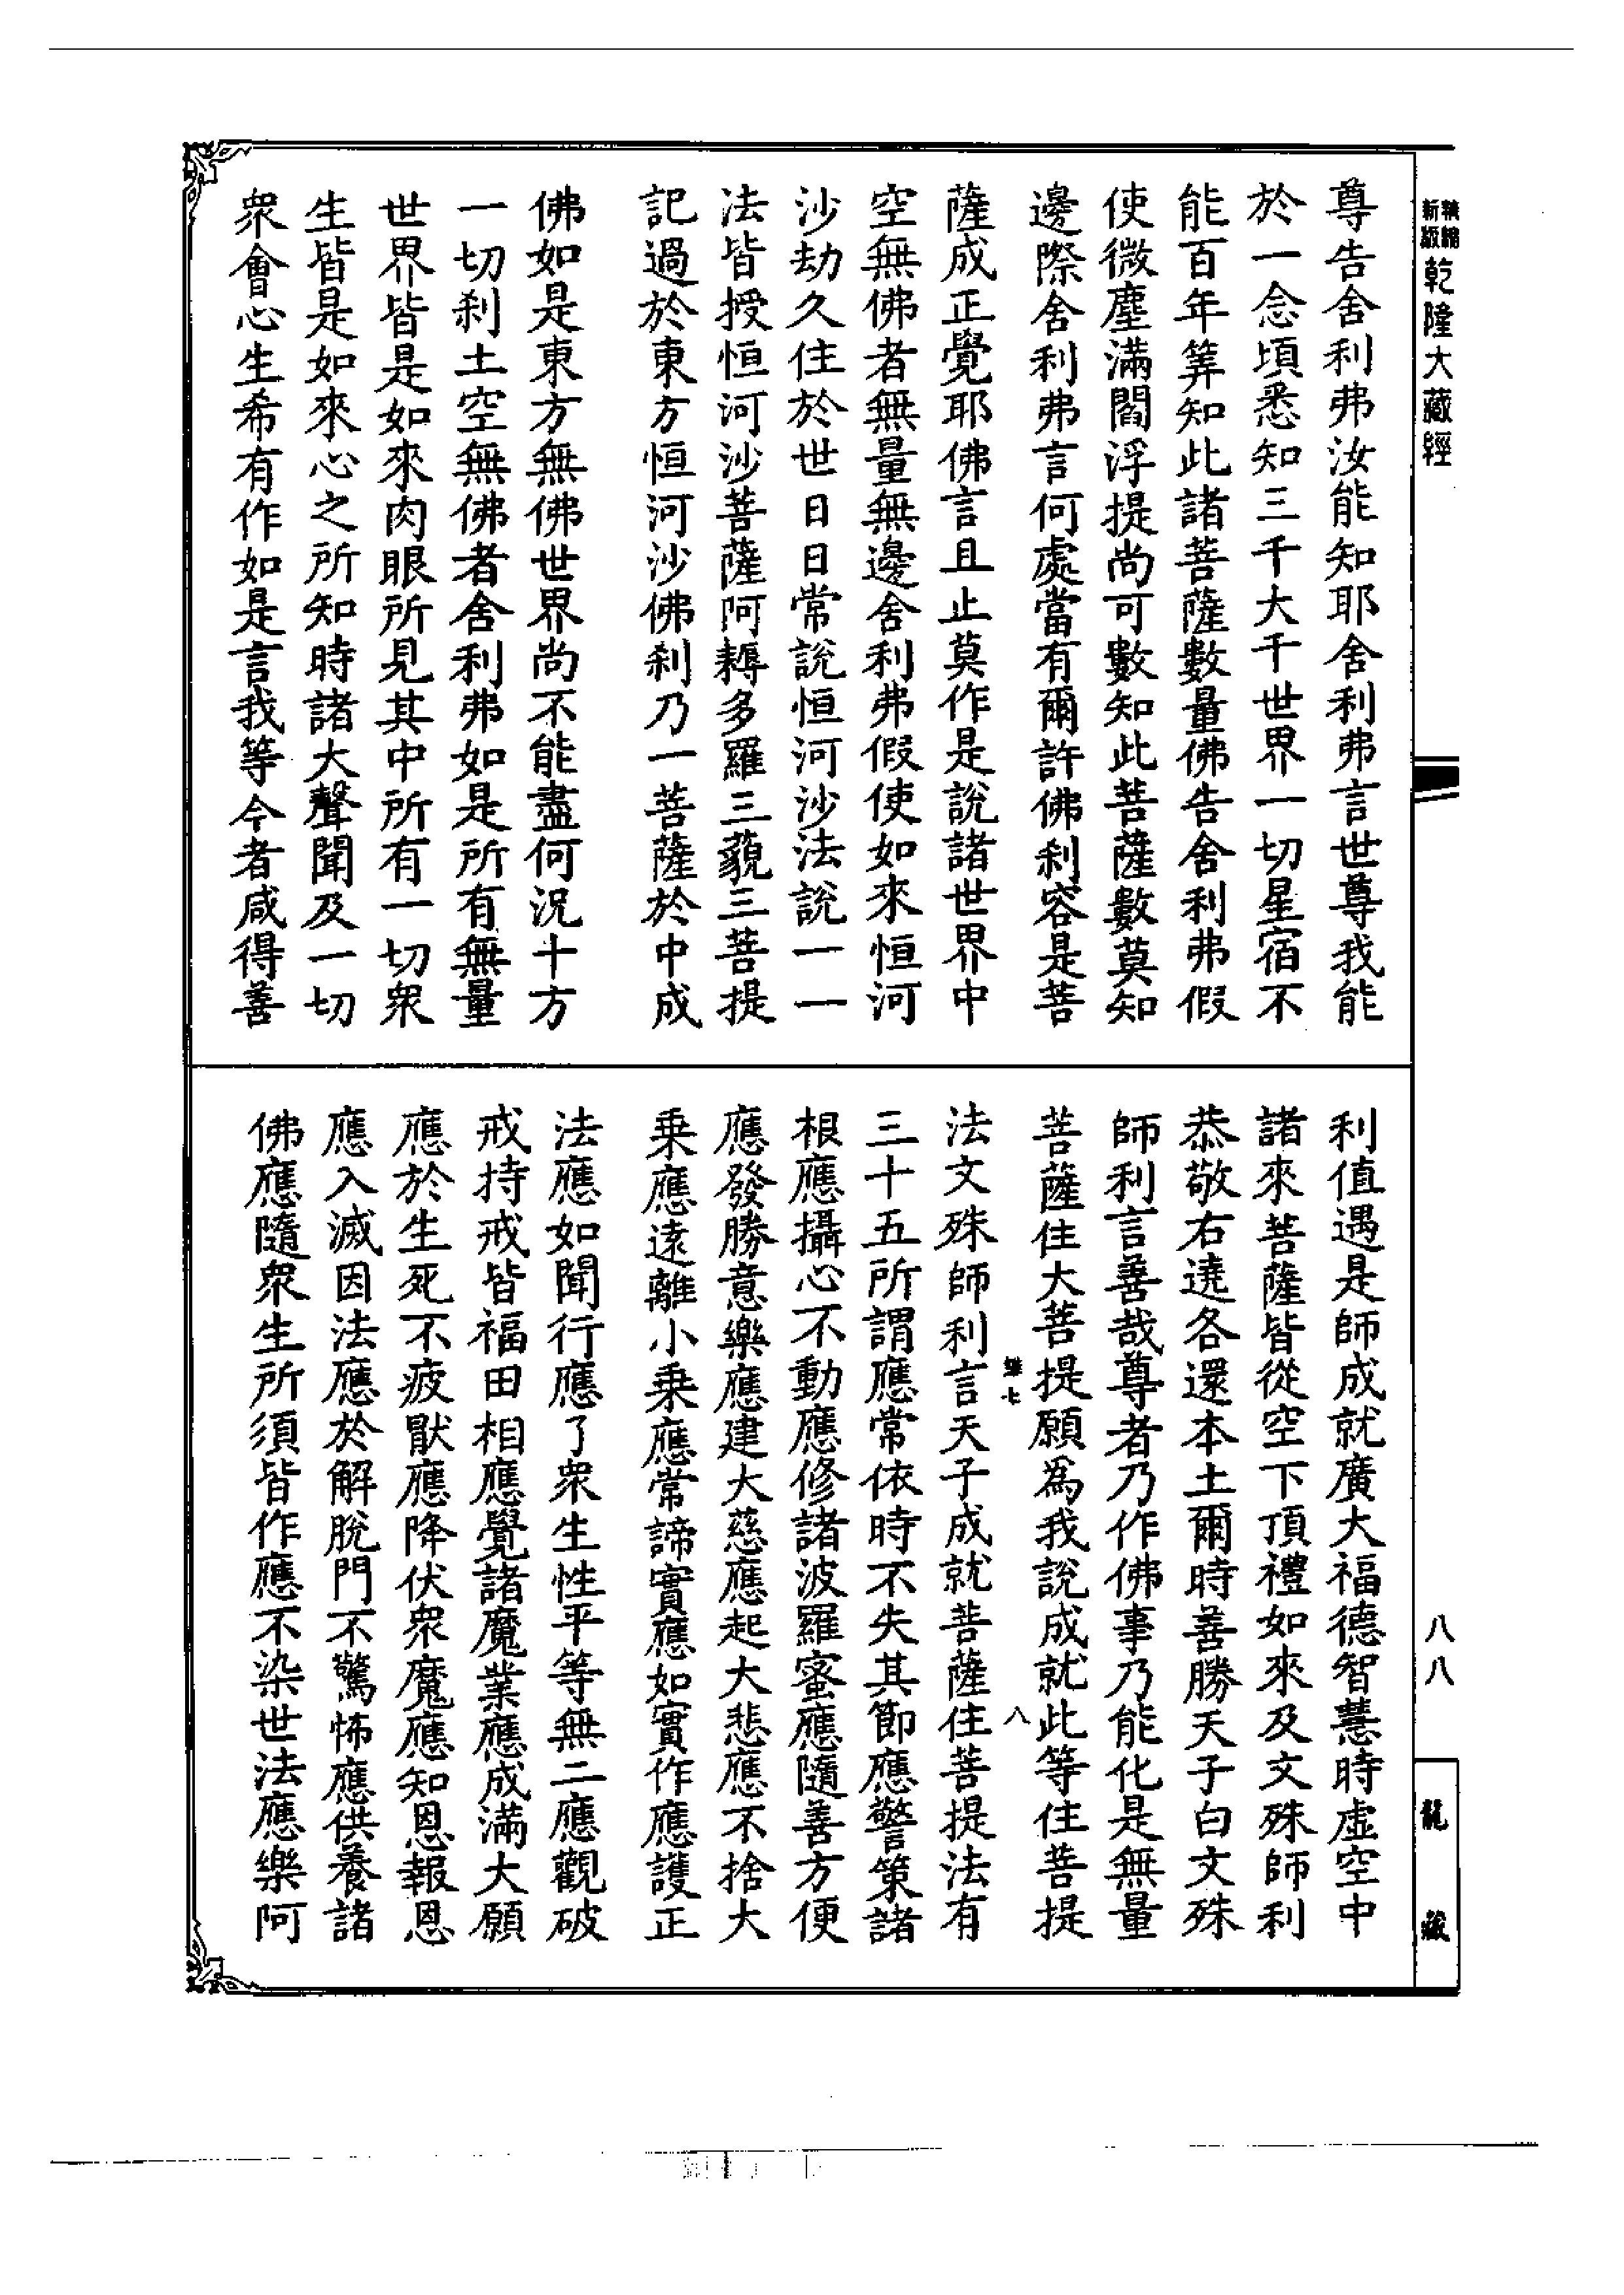 新版
精縮
乾隆大藏經
八八
龍藏
尊告舍利弗汝能知耶舍利弗言世尊我能
於一念頃悉知三千大千世界一切星宿不
能百年筭知此諸菩薩數量佛告舍利弗假
使微塵滿閻浮提尚可數知此菩薩數莫知
邊際舍利弗言何處當有爾許佛刹容是菩
薩成正覺耶佛言且止莫作是說諸世界中
空無佛者無量無邊舍利弗假使如來恒河
沙劫久住於世日日常說恒河沙法說一一
法皆授恒河沙菩薩阿耨多羅三藐三菩提
記過於東方恒河沙佛刹乃一菩薩於中成
佛如是東方無佛世界尚不能盡何況十方
一切刹土空無佛者舍利弗如是所有無量
世界皆是如來肉眼所見其中所有一切衆
生皆是如來心之所知時諸大聲聞及一切
衆會心生希有作如是言我等今者咸得善
利值遇是師成就廣大福德智慧時虛空中
諸來菩薩皆從空下頂禮如來及文殊師利
恭敬右遶各還本土爾時善勝天子白文殊
師利言善哉尊者乃作佛事乃能化是無量
菩薩住大菩提願為我說成就此等住菩提
八
法文殊師利言天子成就菩薩住菩提法有
三十五所謂應常依時不失其節應警策諸
根應攝心不動應修諸波羅蜜應隨善方便
應發勝意樂應建大慈應起大悲應不捨大
乘應遠離小乘應常諦實應如實作應護正
法應如聞行應了衆生性平等無二應觀破
戒持戒皆福田相應覺諸魔業應成滿大願
應於生死不疲猒應降伏衆魔應知恩報恩
應入滅因法應於解脫門不驚怖應供養諸
佛應隨衆生所須皆作應不染世法應樂阿